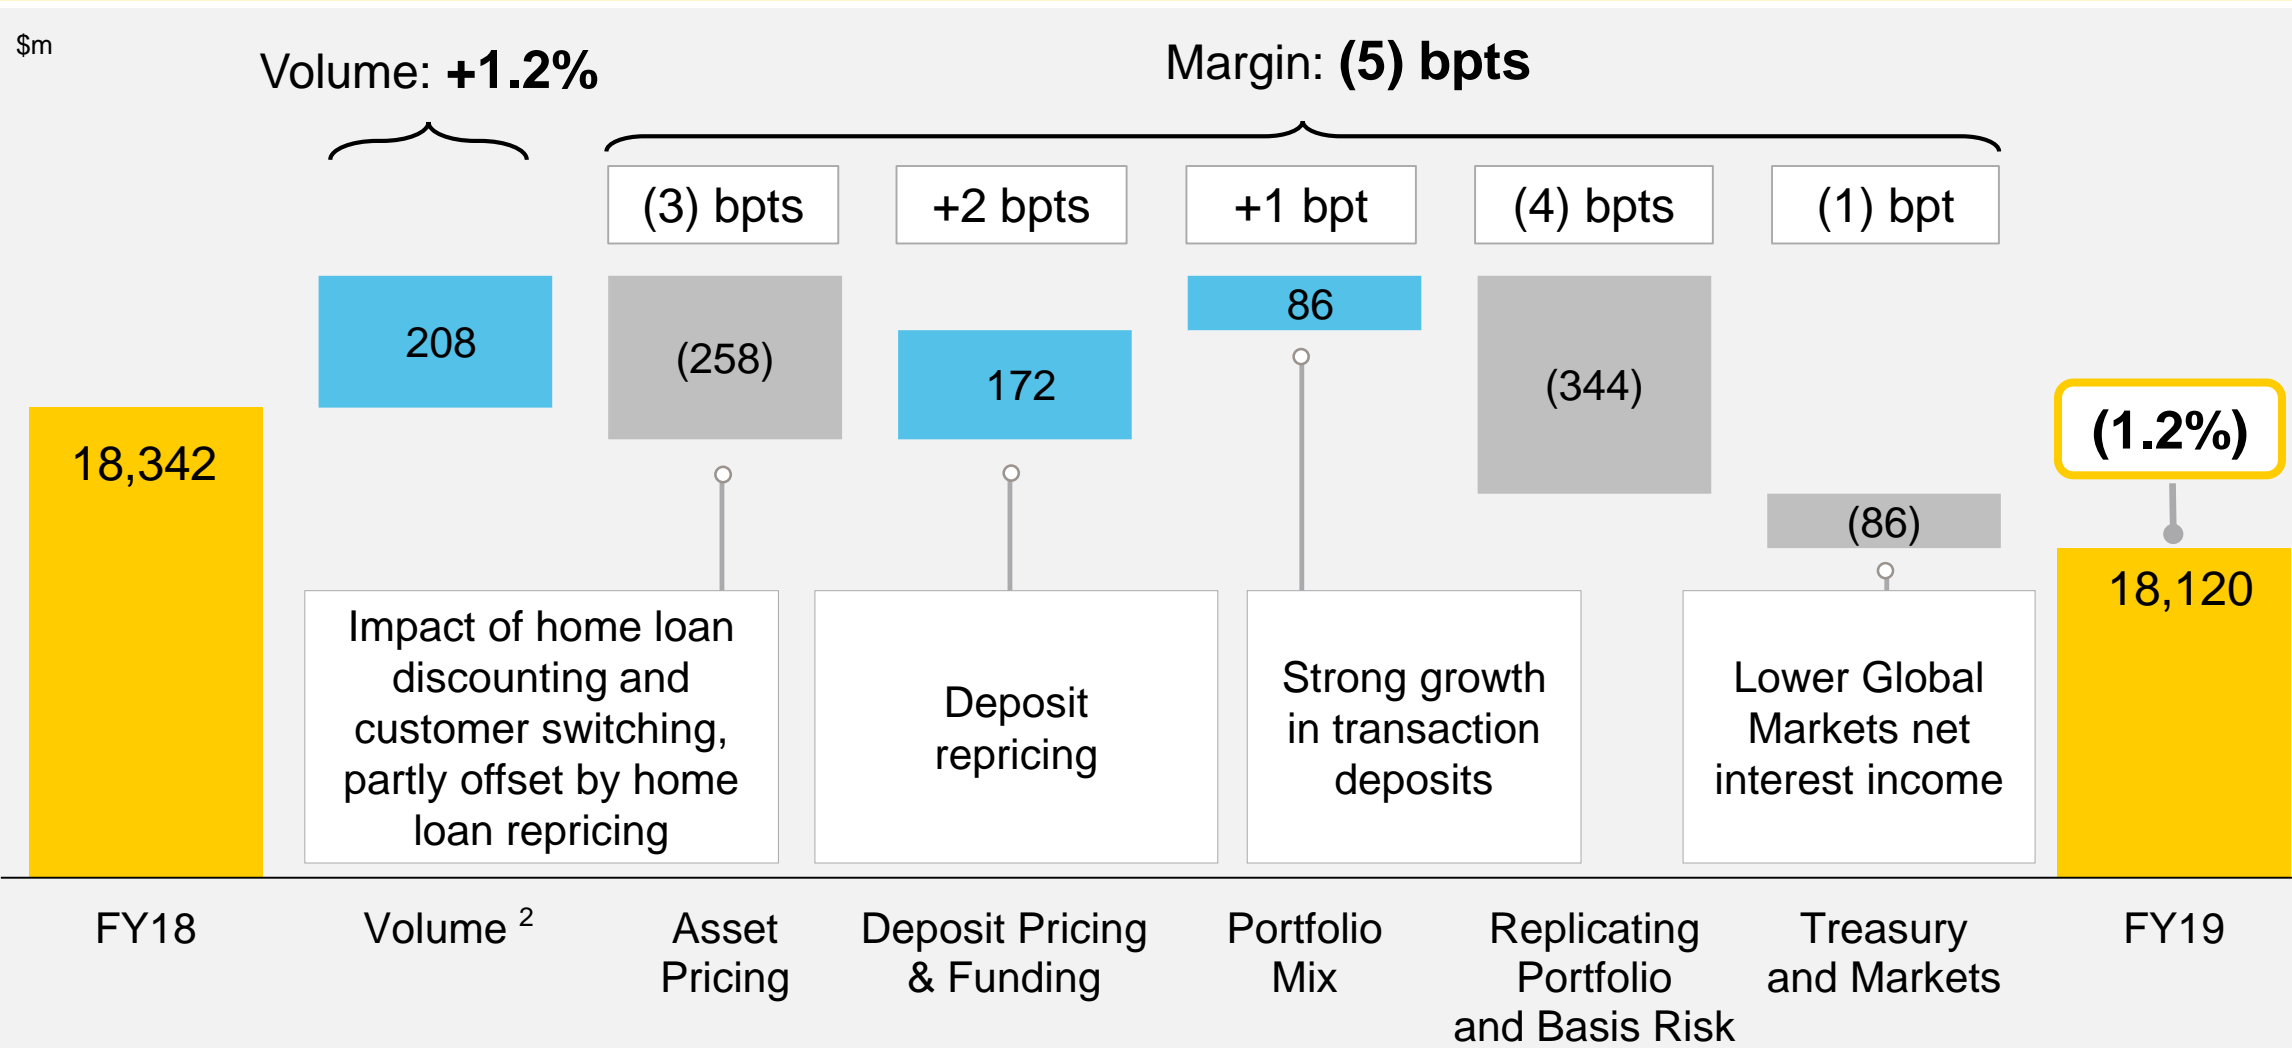 $m
Volume: +1.2%
Margin: (5) bpts
(3) bpts
+2 bpts
+1 bpt
(4) bpts
(1) bpt
208
(258)
172
86
(344)
(86)
18,342
(1.2%)
18,120
Impact of home loan
discounting and
customer switching,
partly offset by home
loan repricing
Deposit
repricing
Strong growth
in transaction
deposits
Lower Global
Markets net
interest income
FY18
Volume 2
Asset
Pricing
Deposit Pricing
& Funding
Portfolio
Mix
Replicating
Portfolio
and Basis Risk
Treasury
and Markets
FY19